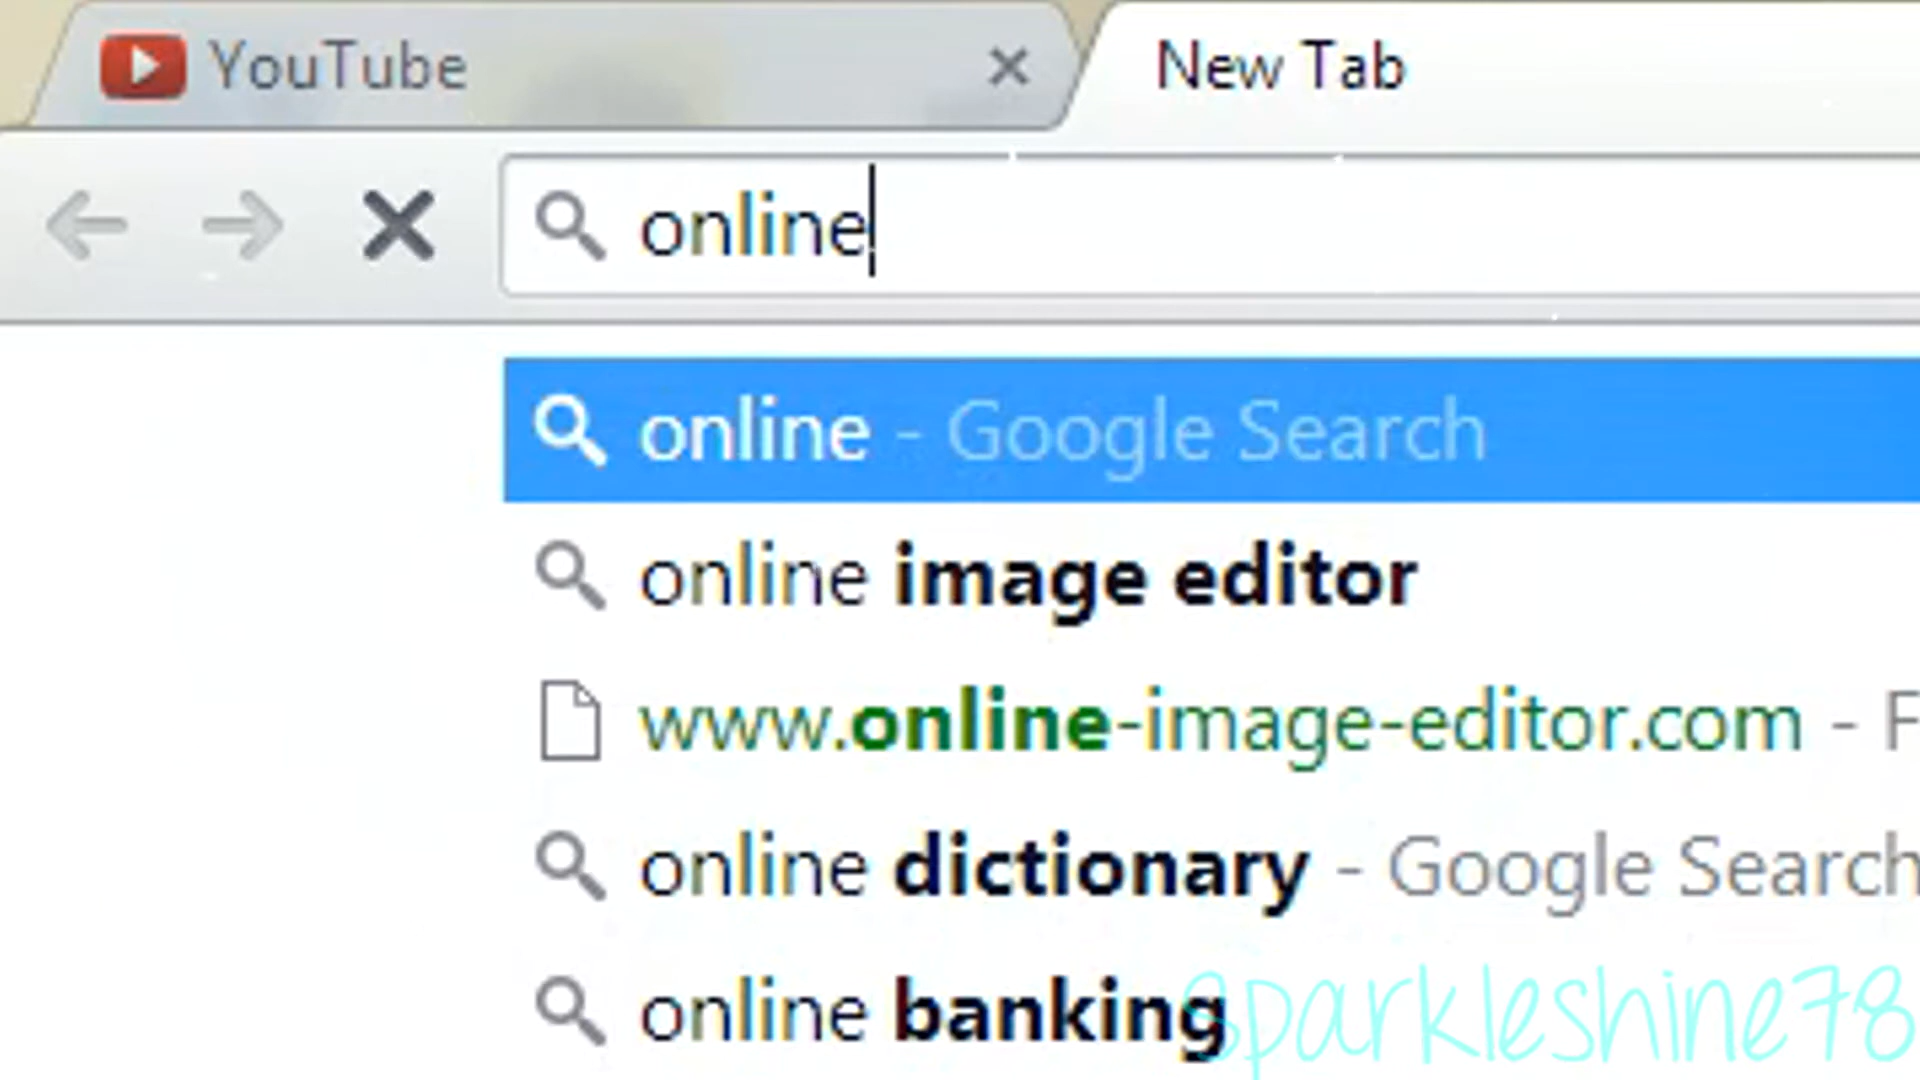 YouTube
New Tab
online
online - Google Search
online image editor
www.online-image-editor.com - F
online dictionary - Google Search
online banking
Sparkleshine78